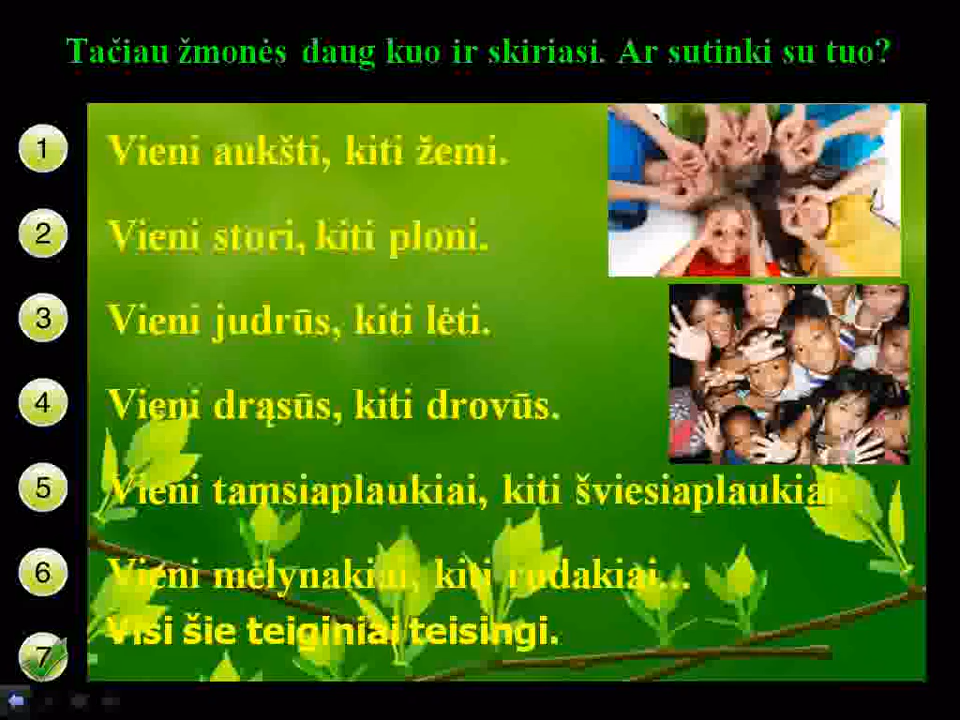 Tačiau žmonės daug kuo ir skiriasi. Ar sutinki su tuo?
1 Vieni aukšti, kiti žemi.
2 Vieni stori, kiti ploni.
3 Vieni judrūs, kiti lėti.
4 Vieni drąsūs, kiti drovūs.
5 Vieni tamsiaplaukiai, kiti šviesiaplaukiai.
6 Vieni mėlynakiai, kiti rudakiai...
7 Visi šie teiginiai teisingi.